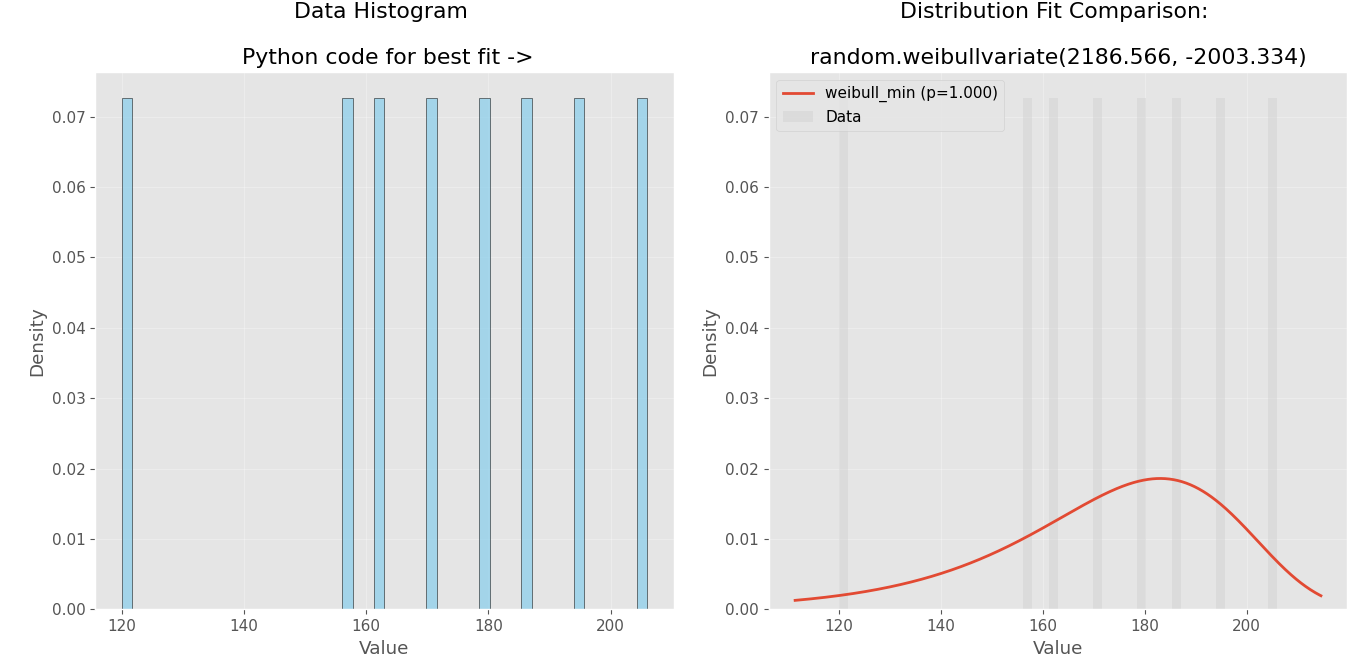 Data Histogram
Python code for best fit ->
0.07
0.06
0.05
0.04
0.03
0.02
0.01
0.00
Density
120
140
160
180
200
Value
Distribution Fit Comparison:
random.weibullvariate(2186.566, -2003.334)
weibull_min (p=1.000)
Data
0.07
0.06
0.05
0.04
0.03
0.02
0.01
0.00
Density
120
140
160
180
200
Value